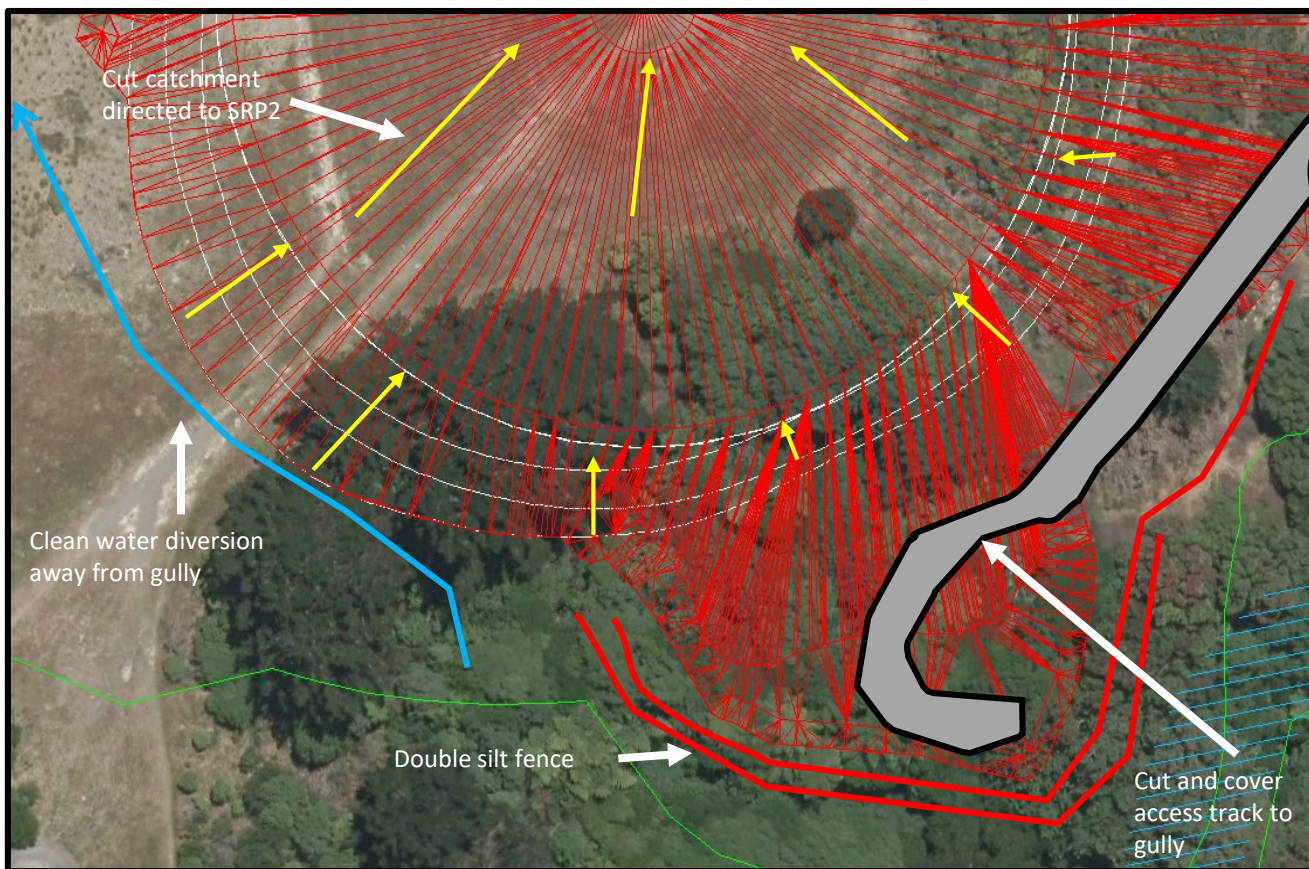 Cut catchment
directed to SRP2
Clean water diversion
away from gully
Double silt fence
Cut and cover
access track to
gully